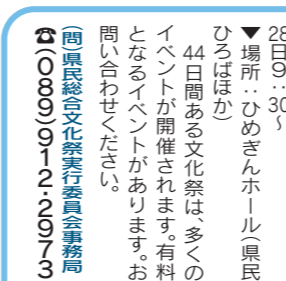 28日9:30~
▼場所:ひめぎんホール(県民
ひろばほか)
44日間ある文化祭は、多くの
イベントが開催されます。有料
となるイベントがあります。お
問い合わせください。
(問)県民総合文化祭実行委員会事務局
☎(089)912・2973